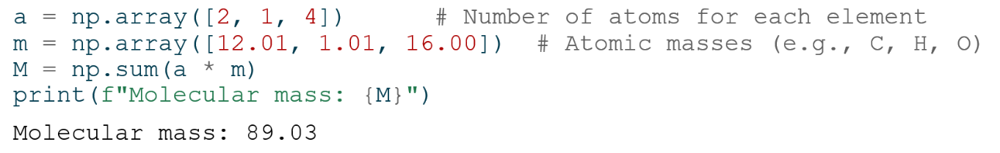 a = np.array([2, 1, 4])      # Number of atoms for each element
m = np.array([12.01, 1.01, 16.00])  # Atomic masses (e.g., C, H, O)
M = np.sum(a * m)
print(f"Molecular mass: {M}")
Molecular mass: 89.03